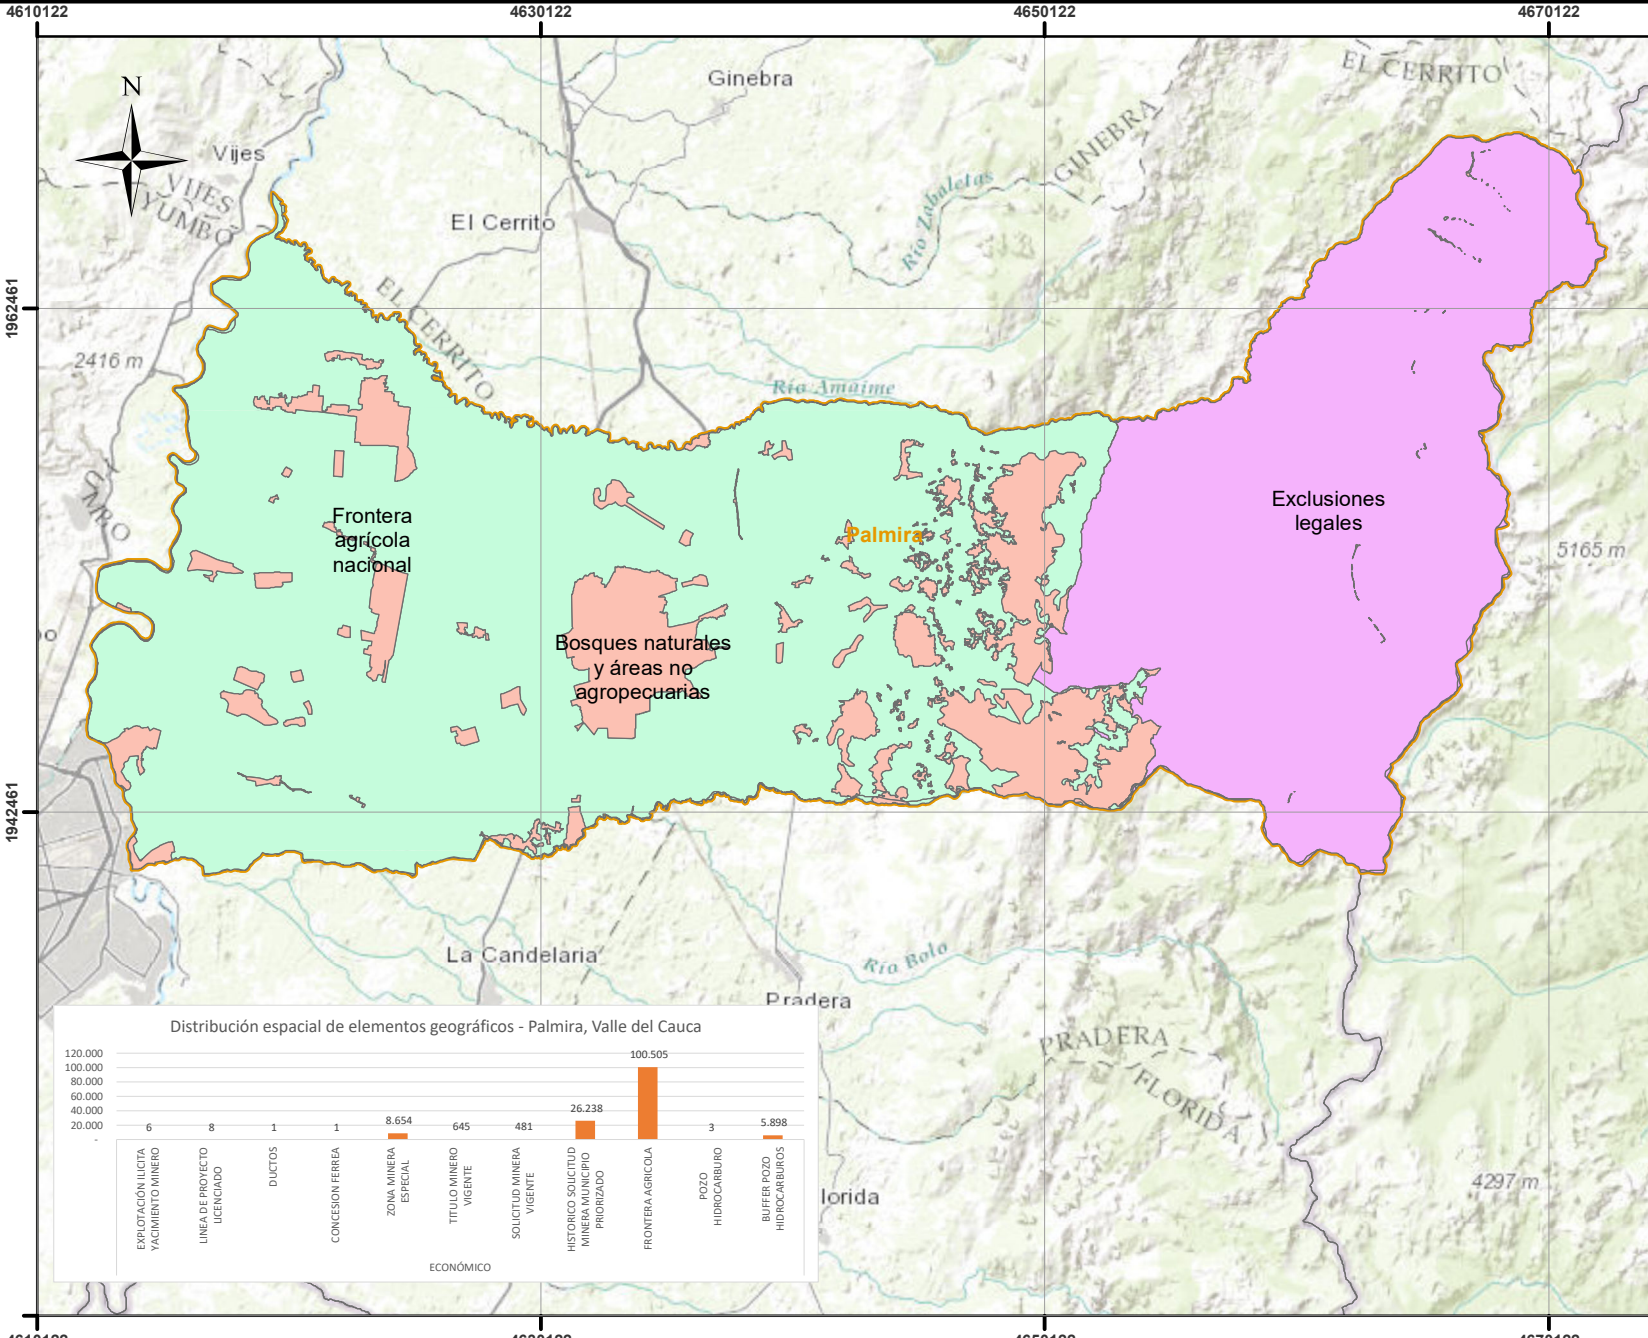 4610122
4630122
4650122
4670122
N
Ginebra
EL CERRITO
Vijes
VIJES
YUMBO
GINEBRA
El Cerrito
Río Zabaletas
1962461
EL CERRITO
2416 m
Río Amaime
Exclusiones
legales
Frontera
agrícola
nacional
Palmira
5165 m
Bosques naturales
y áreas no
agropecuarias
1942461
La Candelaria
Río Bolo
Pradera
PRADERA
FLORIDA
lorida
4297 m
Distribución espacial de elementos geográficos - Palmira, Valle del Cauca
120.000
100.000
80.000
60.000
40.000
20.000
-
6
8
1
1
8.654
645
481
26.238
100.505
3
5.898
EXPLOTACIÓN ILICITA
YACIMIENTO MINERO
LINEA DE PROYECTO
LICENCIADO
DUCTOS
CONCESION FERREA
ZONA MINERA
ESPECIAL
TITULO MINERO
VIGENTE
SOLICITUD MINERA
VIGENTE
HISTORICO SOLICITUD
MINERA MUNICIPIO
PRIORIZADO
FRONTERA AGRICOLA
POZO
HIDROCARBURO
BUFFER POZO
HIDROCARBUROS
ECONÓMICO
4610122
4630122
4650122
4670122